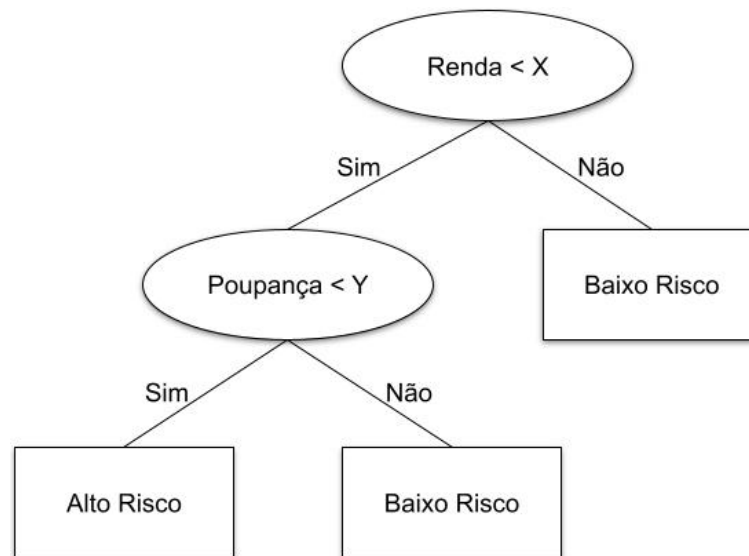 Renda < X
Sim
Não
Poupança < Y
Baixo Risco
Sim
Não
Alto Risco
Baixo Risco